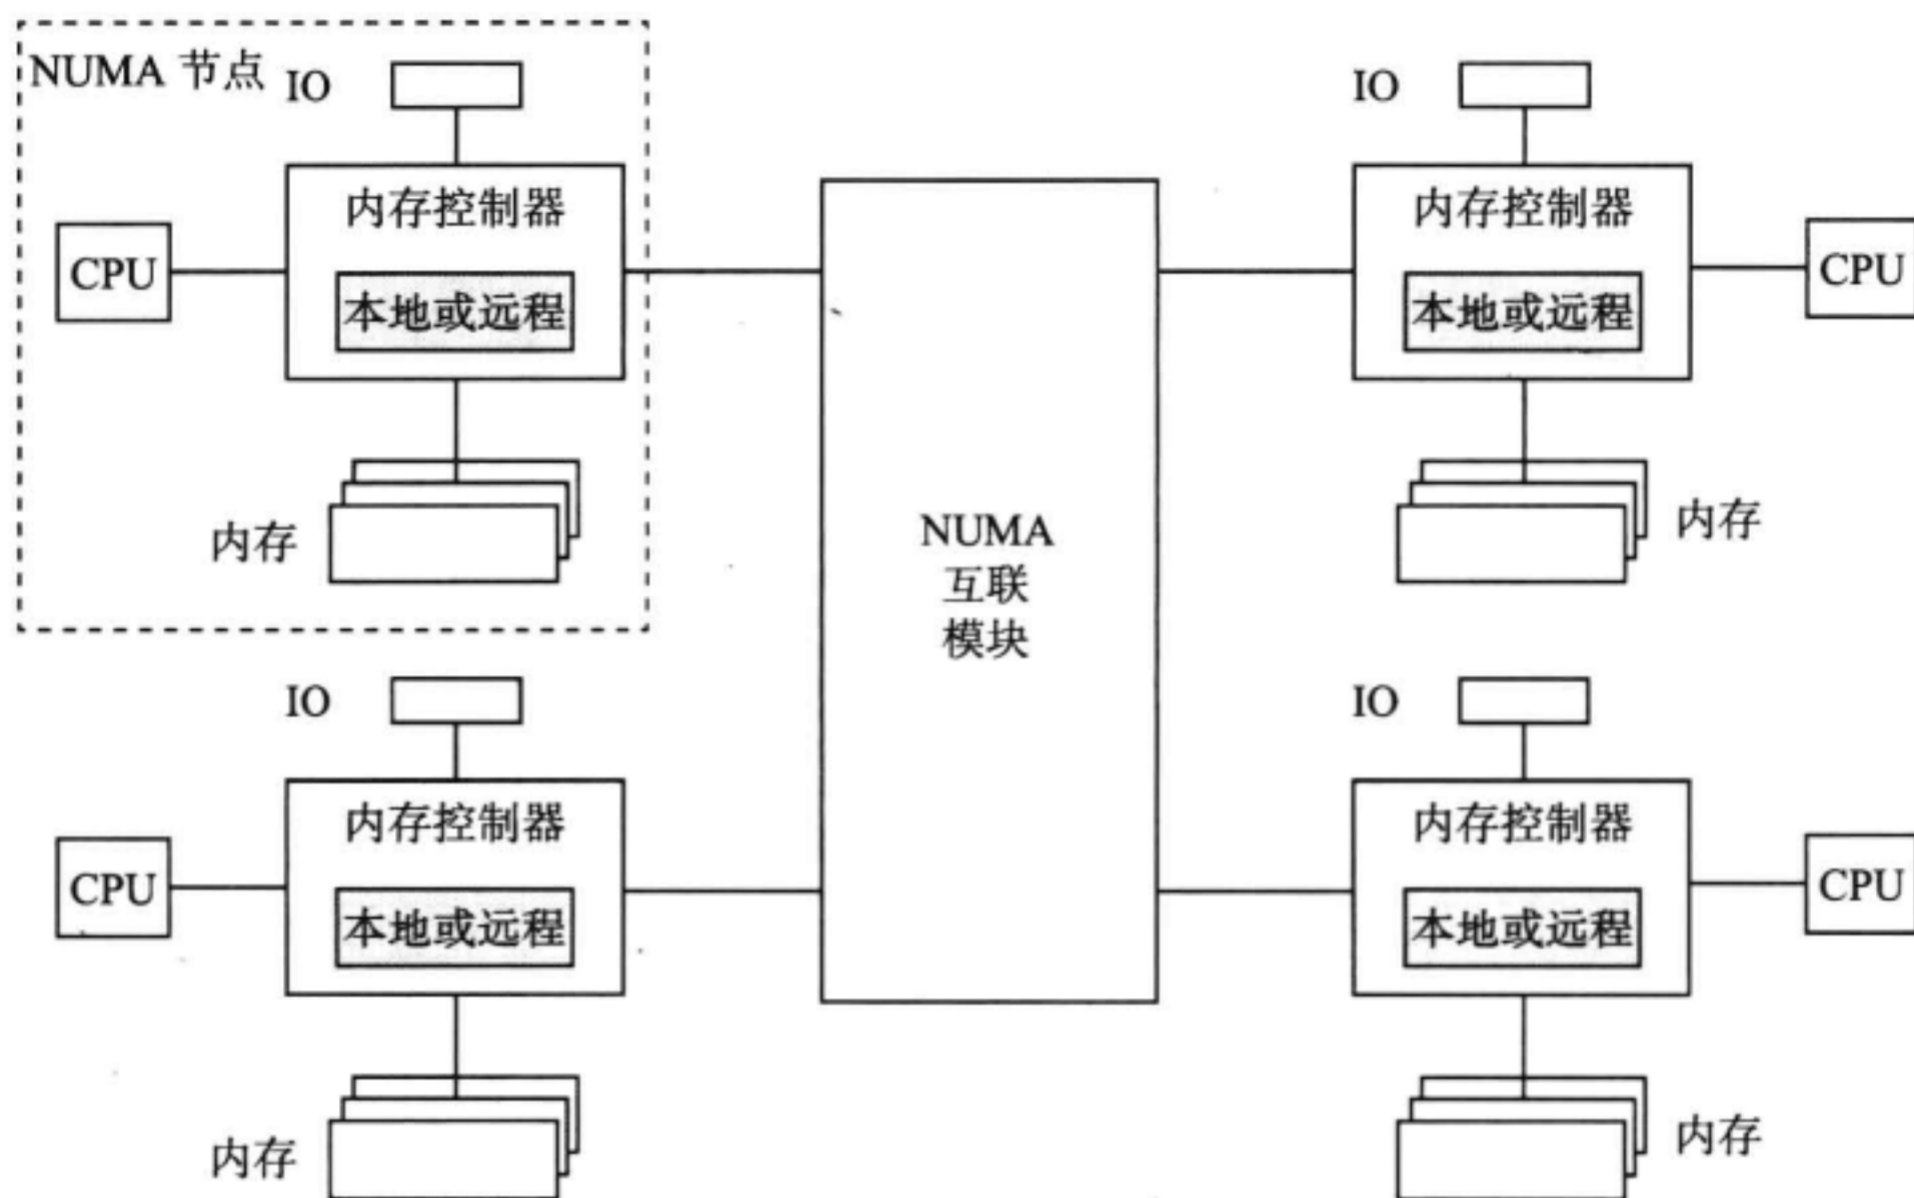 NUMA 节点
IO
内存控制器
CPU
本地或远程
内存
IO
内存控制器
CPU
本地或远程
内存
NUMA
互联
模块
IO
内存控制器
CPU
本地或远程
内存
IO
内存控制器
CPU
本地或远程
内存